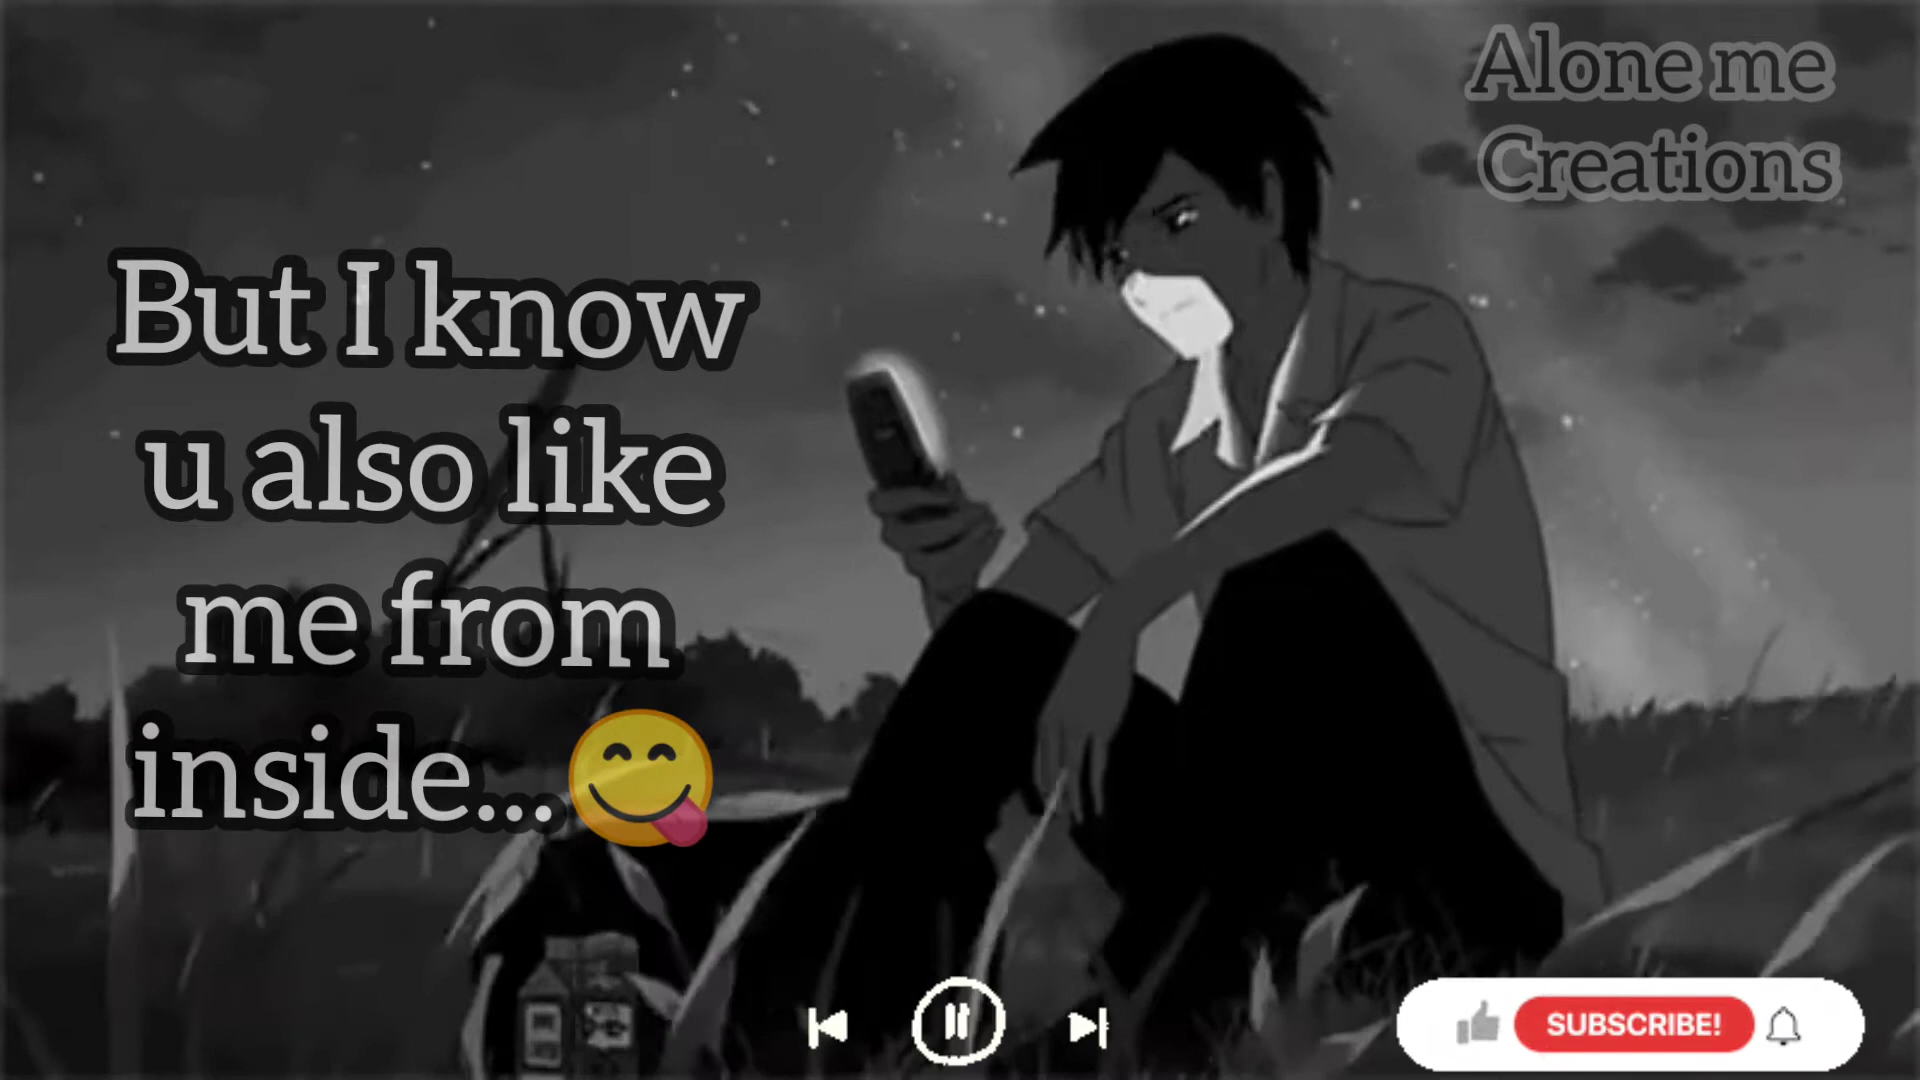 Alone me
Creations
But I know
u also like
me from
inside...😋
SUBSCRIBE!